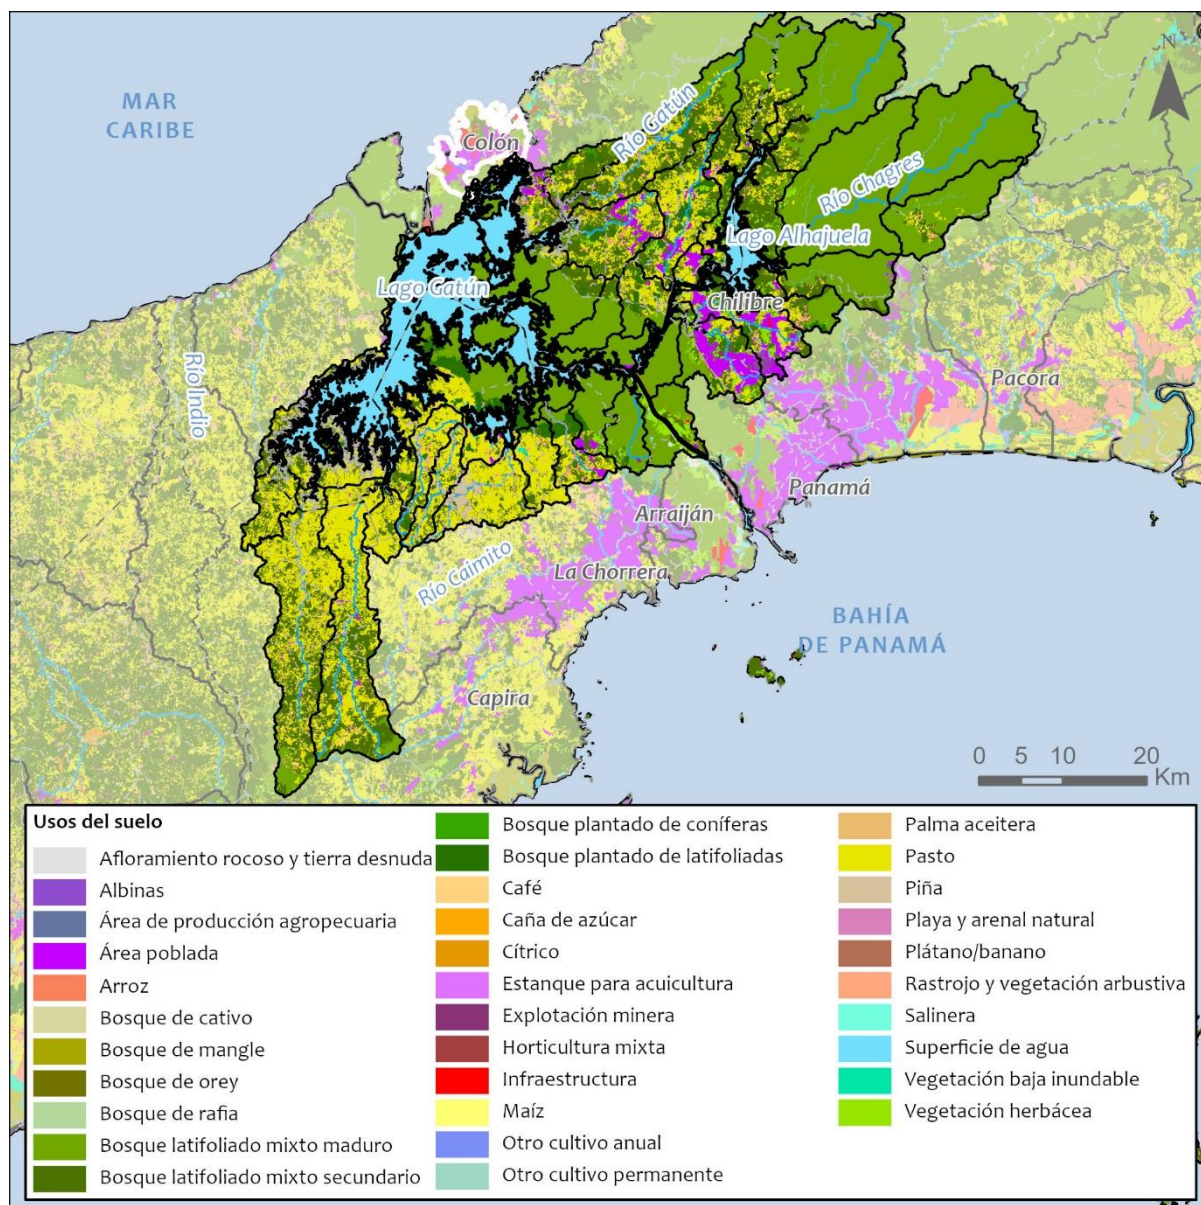 MAR
CARIBE
N
Colón
Río Gatún
Río Chagres
Lago Alhajuela
Lago Gatún
Chilibre
Río Indio
Pacora
Panamá
Arraiján
Río Caimito
La Chorrera
BAHÍA
DE PANAMÁ
Capira
0 5 10 20
Km
Usos del suelo
Afloramiento rocoso y tierra desnuda
Albinas
Área de producción agropecuaria
Área poblada
Arroz
Bosque de cativo
Bosque de mangle
Bosque de orey
Bosque de rafia
Bosque latifoliado mixto maduro
Bosque latifoliado mixto secundario
Bosque plantado de coníferas
Bosque plantado de latifoliadas
Café
Caña de azúcar
Cítrico
Estanque para acuicultura
Explotación minera
Horticultura mixta
Infraestructura
Maíz
Otro cultivo anual
Otro cultivo permanente
Palma aceitera
Pasto
Piña
Playa y arenal natural
Plátano/banano
Rastrojo y vegetación arbustiva
Salinera
Superficie de agua
Vegetación baja inundable
Vegetación herbácea